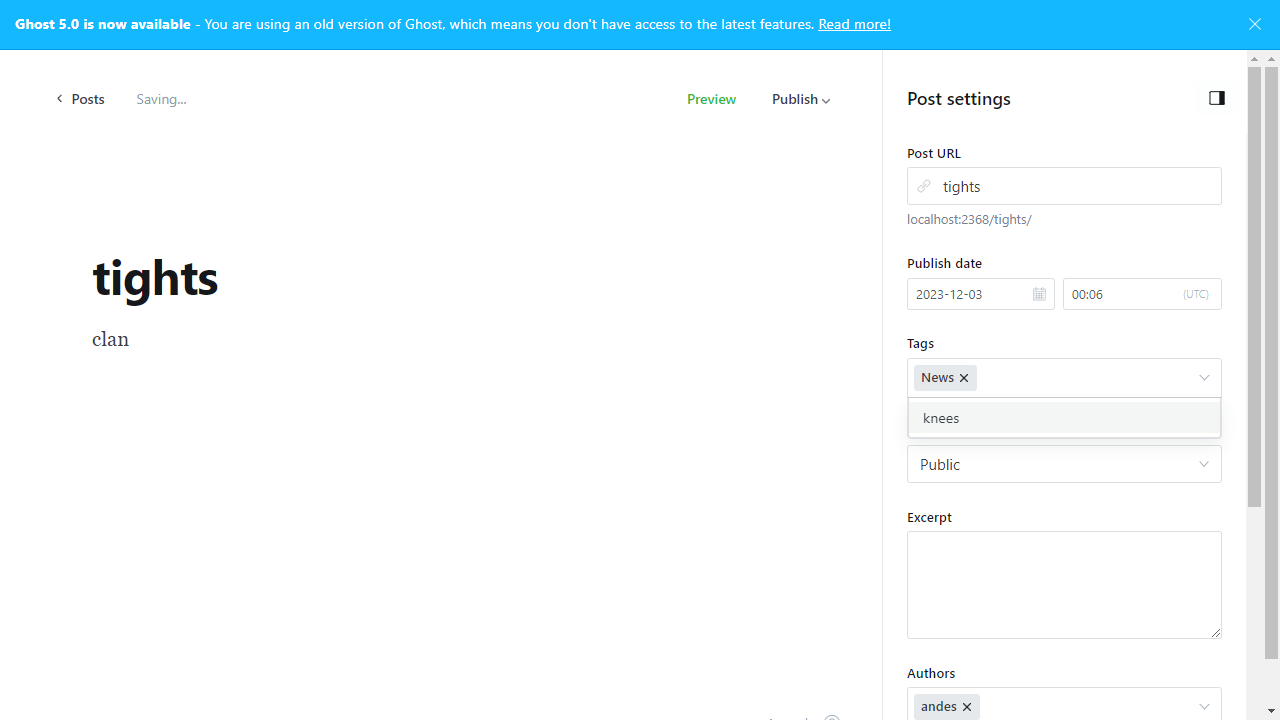 Ghost 5.0 is now available - You are using an old version of Ghost, which means you don't have access to the latest features. Read more!
Posts
Saving...
Preview
Publish
Post settings
Post URL
tights
localhost:2368/tights/
Publish date
2023-12-03
00:06
(UTC)
tights
clan
Tags
News
knees
Public
Excerpt
Authors
andes